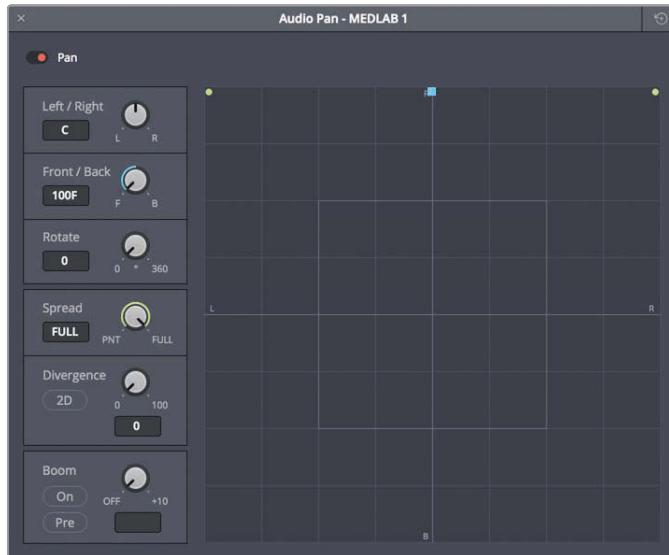 Audio Pan - MEDLAB 1
Pan
Left / Right
C
L R
Front / Back
100F
F B
Rotate
0
0 ° 360
Spread
FULL
PNT FULL
Divergence
2D
0 100
0
Boom
On
OFF +10
Pre
F
L
R
B